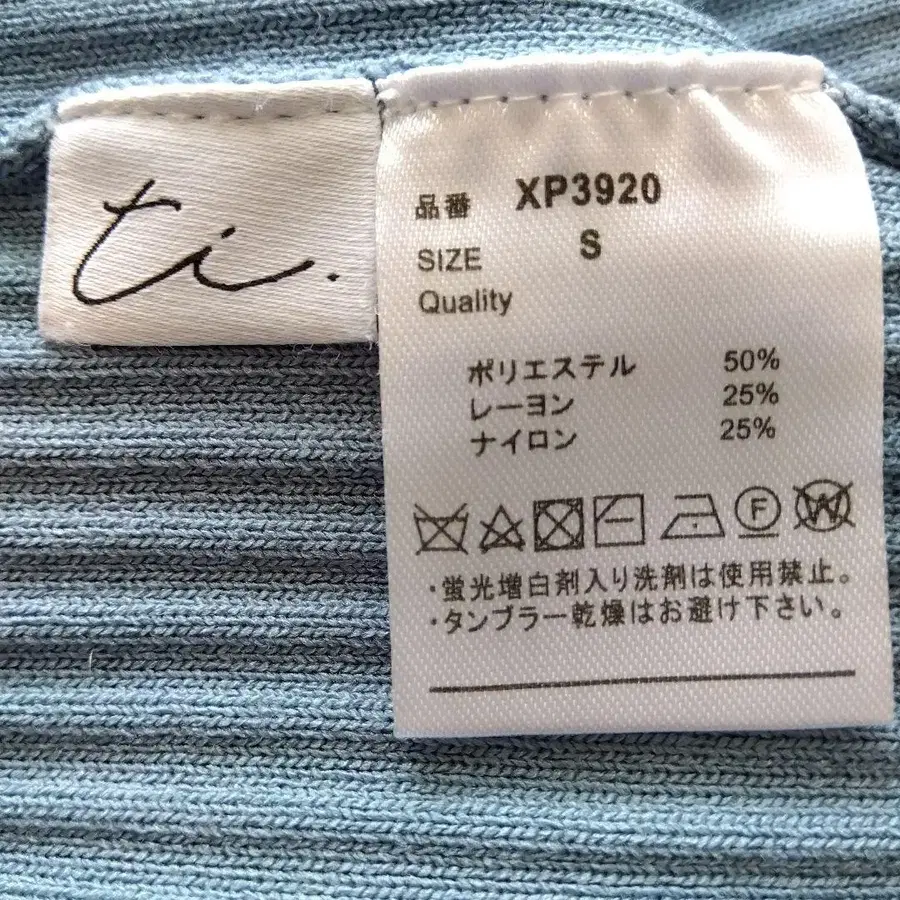 ti.
品番 XP3920
SIZE S
Quality
ポリエステル 50%
レーヨン 25%
ナイロン 25%
F W
・蛍光増白剤入り洗剤は使用禁止。
・タンブラー乾燥はお避け下さい。